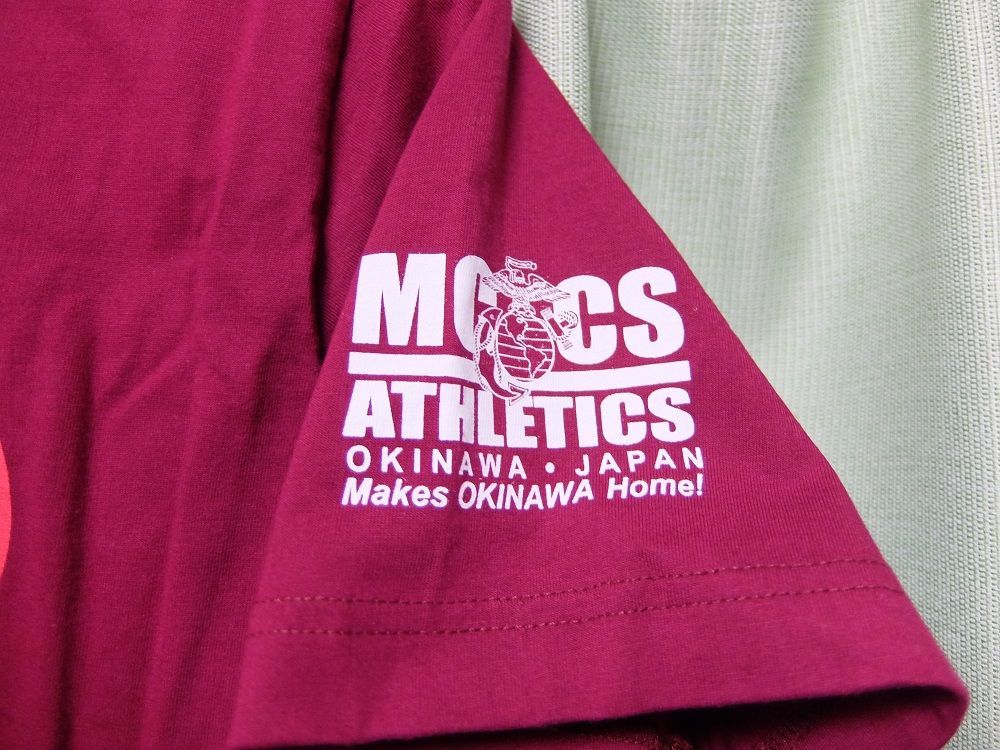 MCCS
ATHLETICS
OKINAWA • JAPAN
Makes OKINAWA Home!